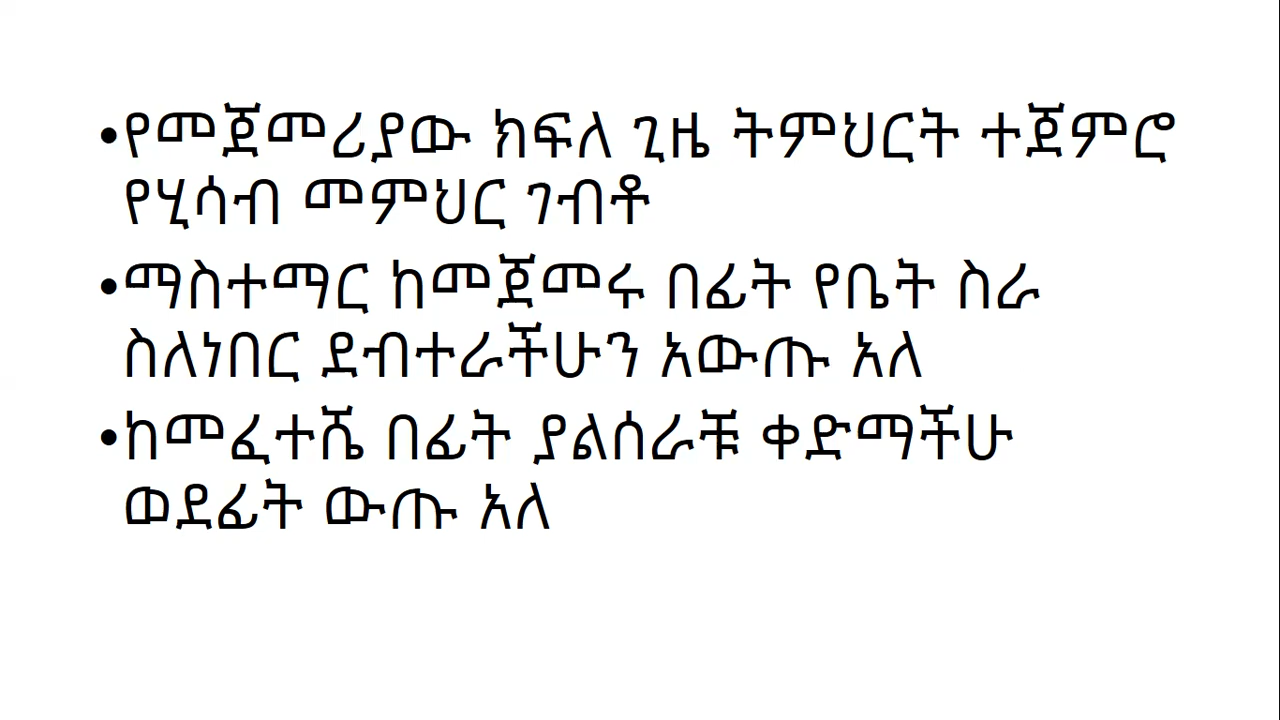 •የመጀመሪያው ክፍለ ጊዜ ትምህርት ተጀምሮ
የሂሳብ መምህር ገብቶ
•ማስተማር ከመጀመሩ በፊት የቤት ስራ
ስለነበር ደብተራችሁን አውጡ አለ
•ከመፈተሼ በፊት ያልሰራቹ ቀድማችሁ
ወደፊት ውጡ አለ